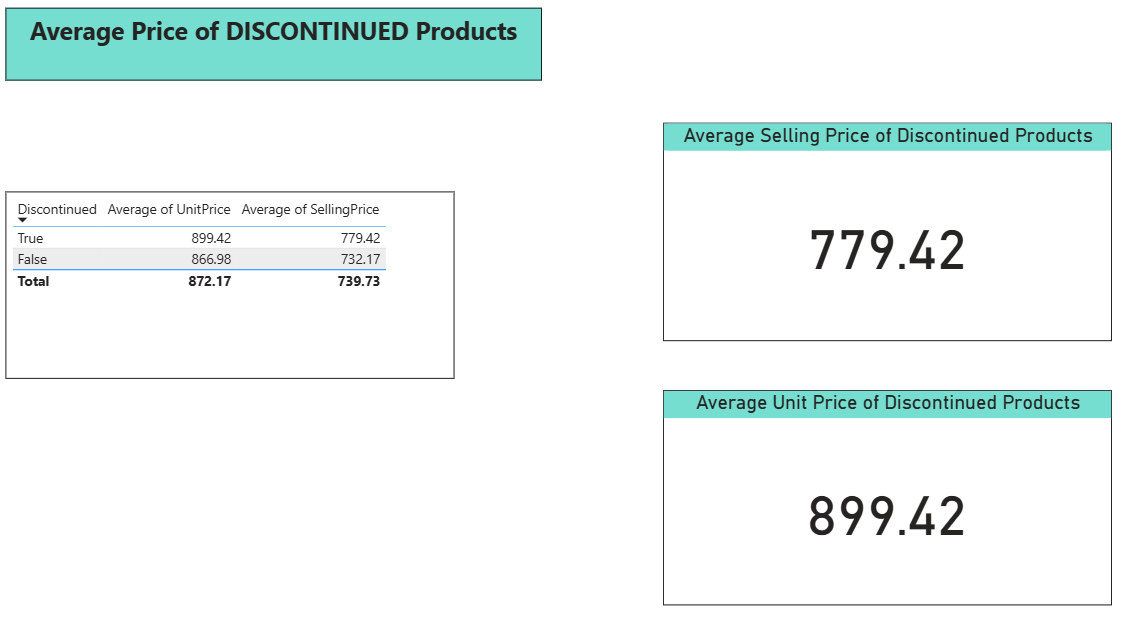 Average Price of DISCONTINUED Products
Average Selling Price of Discontinued Products
779.42
Discontinued Average of UnitPrice Average of SellingPrice
True 899.42 779.42
False 866.98 732.17
Total 872.17 739.73
Average Unit Price of Discontinued Products
899.42